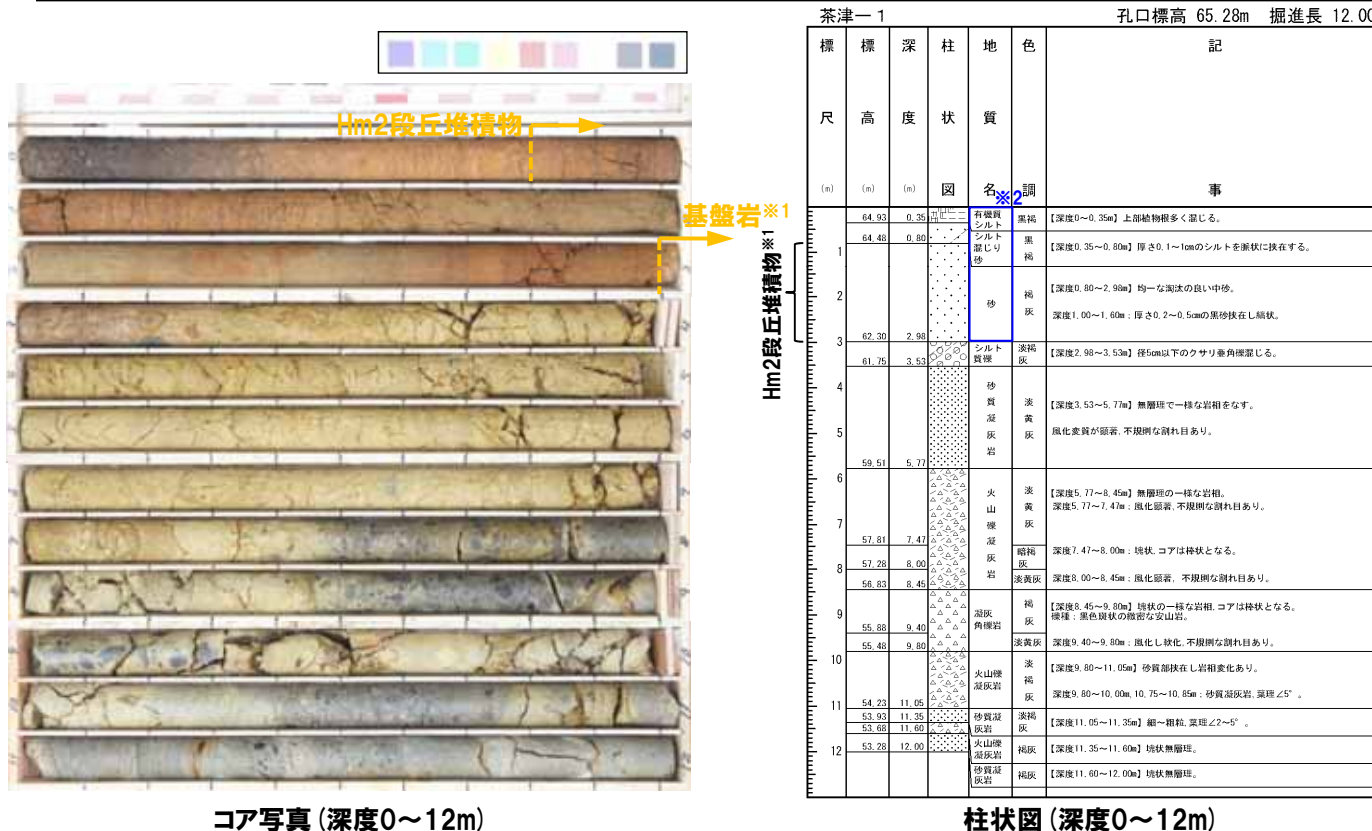 茶津－１
孔口標高 65.28m 掘進長 12.00
標尺(m)
標高(m)
深度(m)
柱状図
地質名
色調
記事
※2
Hm2段丘堆積物
基盤岩※1
Hm2段丘堆積物※1
1
2
3
4
5
6
7
8
9
10
11
12
64.93 0.35 有機質シルト 黒褐 【深度0～0.35m】上部植物根多く混じる。
64.48 0.80 シルト混じり砂 黒褐 【深度0.35～0.80m】厚さ0.1～1cmのシルトを脈状に挟在する。
62.30 2.98 砂 褐灰 【深度0.80～2.98m】均一な淘汰の良い中砂。
深度1.00～1.60m；厚さ0.2～0.5cmの黒砂挟在し縞状。
61.75 3.53 シルト質礫 淡褐灰 【深度2.98～3.53m】径5cm以下のクサリ亜角礫混じる。
59.51 5.77 砂質凝灰岩 淡黄灰 【深度3.53～5.77m】無層理で一様な岩相をなす。
風化変質が顕著、不規則な割れ目あり。
火山礫凝灰岩 淡黄灰 【深度5.77～8.45m】無層理の一様な岩相。
57.81 7.47 深度5.77～7.47m；風化顕著、不規則な割れ目あり。
57.28 8.00 暗褐灰 深度7.47～8.00m；塊状、コアは棒状となる。
56.83 8.45 淡黄灰 深度8.00～8.45m；風化顕著、不規則な割れ目あり。
55.88 9.40 凝灰角礫岩 褐灰 【深度8.45～9.80m】塊状の一様な岩相、コアは棒状となる。
礫種；黒色斑状の緻密な安山岩。
55.48 9.80 淡黄灰 深度9.40～9.80m；風化し軟化、不規則な割れ目あり。
54.23 11.05 火山礫凝灰岩 淡褐灰 【深度9.80～11.05m】砂質部挟在し岩相変化あり。
深度9.80～10.00m、10.75～10.85m；砂質凝灰岩、葉理∠5°。
53.93 11.35 砂質凝灰岩 淡褐灰 【深度11.05～11.35m】細～粗粒、葉理∠2～5°。
53.68 11.60 火山礫凝灰岩 褐灰 【深度11.35～11.60m】塊状無層理。
53.28 12.00 砂質凝灰岩 褐灰 【深度11.60～12.00m】塊状無層理。
コア写真（深度0～12m）
柱状図（深度0～12m）